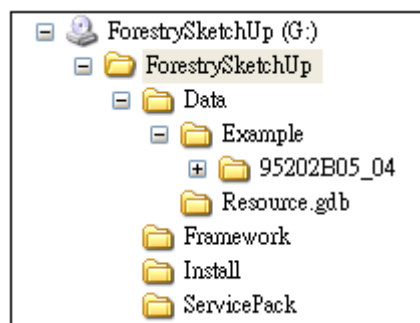 ForestrySketchUp (G:)
ForestrySketchUp
Data
Example
95202B05_04
Resource.gdb
Framework
Install
ServicePack